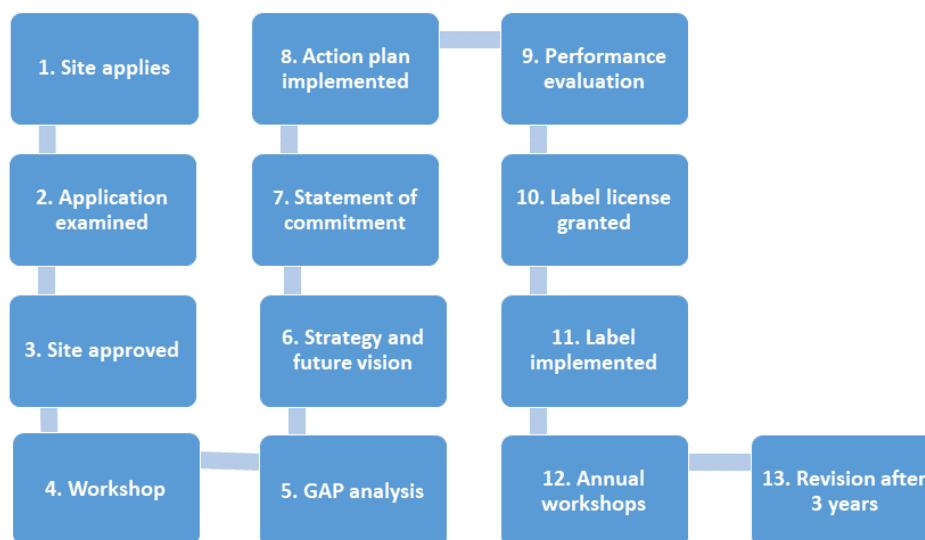 1. Site applies
2. Application
examined
3. Site approved
4. Workshop
5. GAP analysis
6. Strategy and
future vision
7. Statement of
commitment
8. Action plan
implemented
9. Performance
evaluation
10. Label license
granted
11. Label
implemented
12. Annual
workshops
13. Revision after
3 years